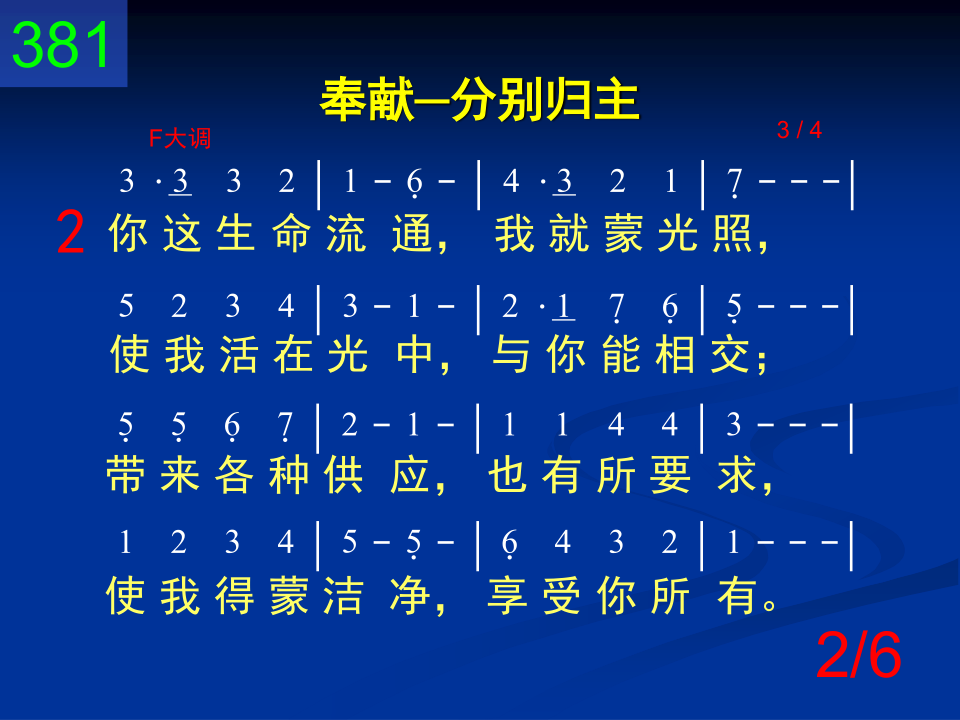 381
奉献─分别归主
F大调
3 / 4
3 · 3 3 2 | 1 − 6̣ − | 4 · 3 2 1 | 7̣ − − − |
2 你 这 生 命 流 通， 我 就 蒙 光 照，
5 2 3 4 | 3 − 1 − | 2 · 1 7̣ 6̣ | 5̣ − − − |
使 我 活 在 光 中， 与 你 能 相 交；
5̣ 5̣ 6̣ 7̣ | 2 − 1 − | 1 1 4 4 | 3 − − − |
带 来 各 种 供 应， 也 有 所 要 求，
1 2 3 4 | 5 − 5̣ − | 6̣ 4 3 2 | 1 − − − |
使 我 得 蒙 洁 净， 享 受 你 所 有。
2/6